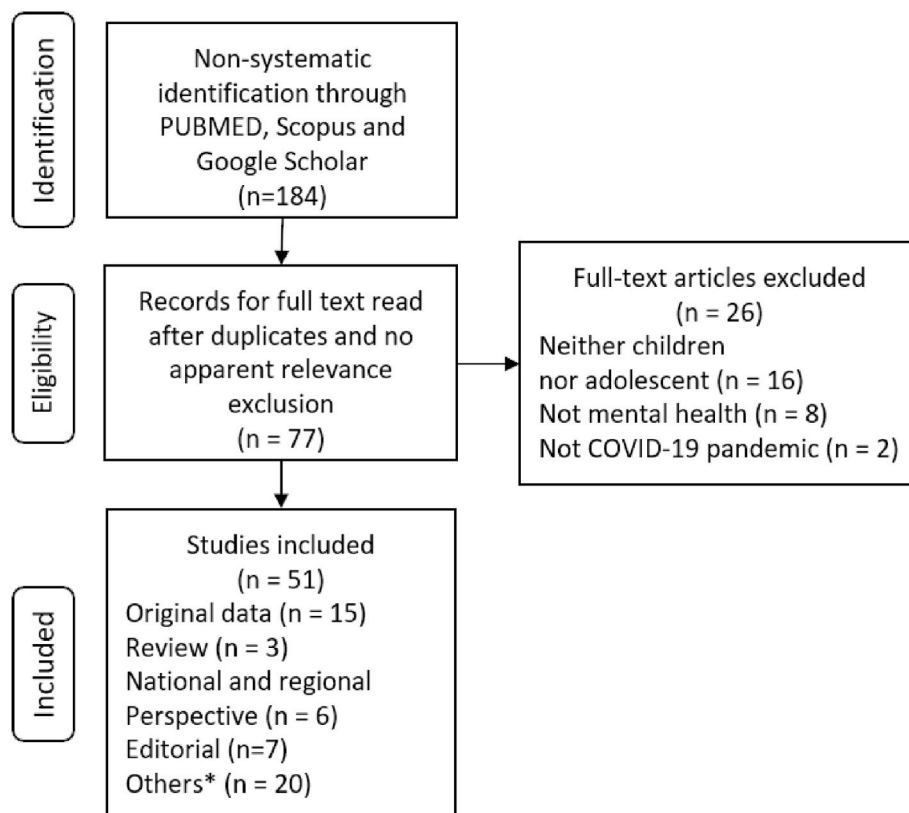 Identification
Non-systematic
identification through
PUBMED, Scopus and
Google Scholar
(n=184)
Eligibility
Records for full text read
after duplicates and no
apparent relevance
exclusion
(n = 77)
Full-text articles excluded
(n = 26)
Neither children
nor adolescent (n = 16)
Not mental health (n = 8)
Not COVID-19 pandemic (n = 2)
Included
Studies included
(n = 51)
Original data (n = 15)
Review (n = 3)
National and regional
Perspective (n = 6)
Editorial (n=7)
Others* (n = 20)